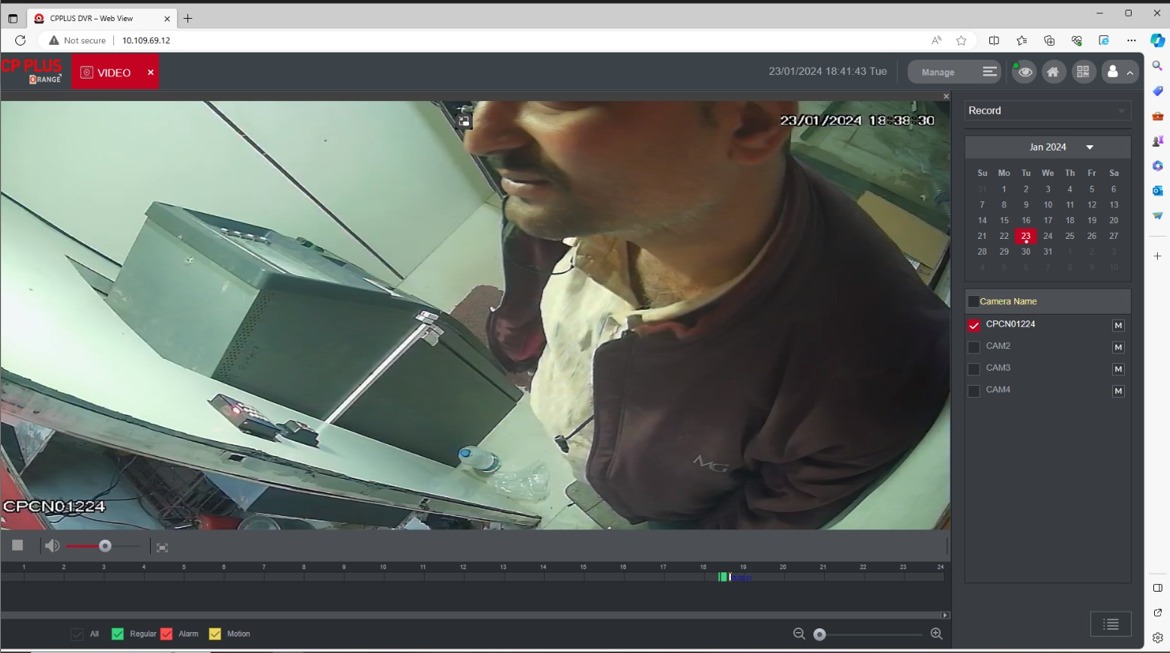 CPPLUS DVR – Web View
Not secure
10.109.69.12
CP PLUS
ORANGE
VIDEO
23/01/2024 18:41:43 Tue
Manage
23/01/2024 18:38:30
MG
CPCN01224
Record
Jan 2024
Su Mo Tu We Th Fr Sa
31 1 2 3 4 5 6
7 8 9 10 11 12 13
14 15 16 17 18 19 20
21 22 23 24 25 26 27
28 29 30 31 1 2 3
4 5 6 7 8 9 10
Camera Name
CPCN01224 M
CAM2 M
CAM3 M
CAM4 M
1 2 3 4 5 6 7 8 9 10 11 12 13 14 15 16 17 18 19 20 21 22 23 24
All Regular Alarm Motion